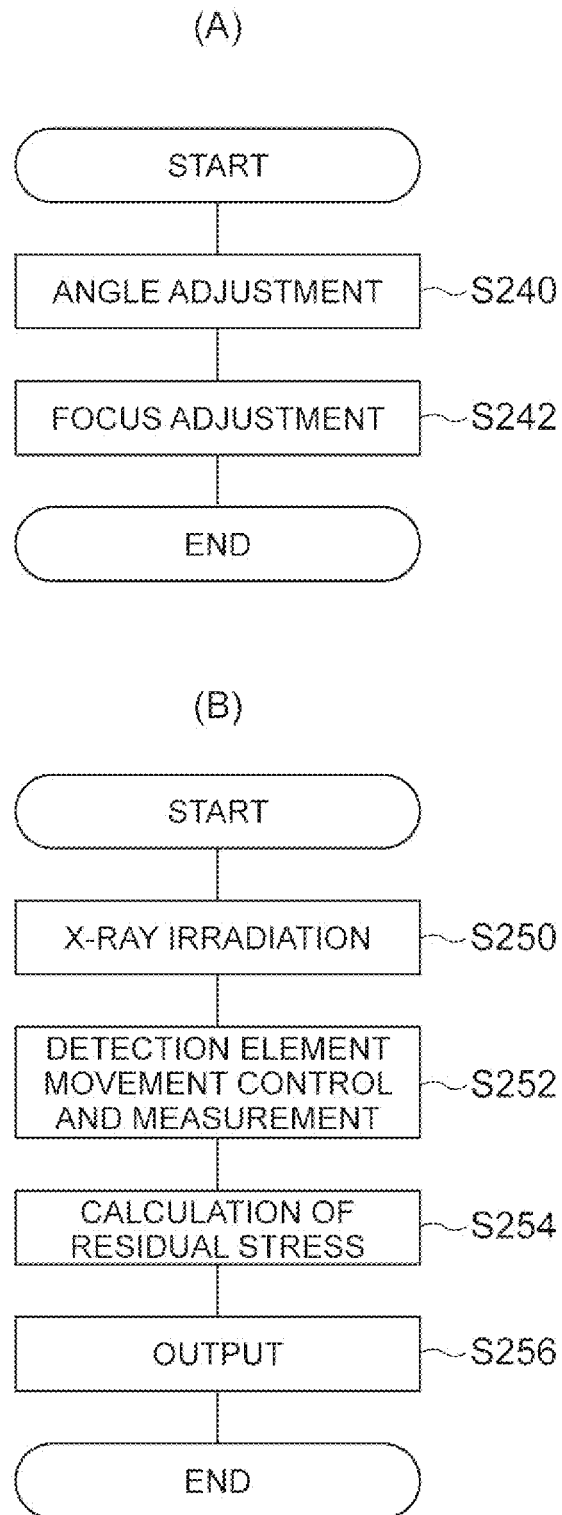 (A)
START
ANGLE ADJUSTMENT
S240
FOCUS ADJUSTMENT
S242
END
(B)
START
X-RAY IRRADIATION
S250
DETECTION ELEMENT
MOVEMENT CONTROL
AND MEASUREMENT
S252
CALCULATION OF
RESIDUAL STRESS
S254
OUTPUT
S256
END